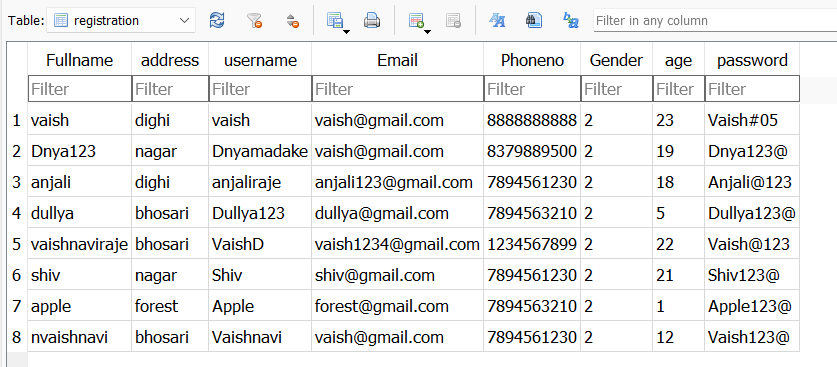 Table: registration Filter in any column
Fullname address username Email Phoneno Gender age password
Filter Filter Filter Filter Filter Filter Filter Filter
1 vaish dighi vaish vaish@gmail.com 8888888888 2 23 Vaish#05
2 Dnya123 nagar Dnyamadake vaish@gmail.com 8379889500 2 19 Dnya123@
3 anjali dighi anjaliraje anjali123@gmail.com 7894561230 2 18 Anjali@123
4 dullya bhosari Dullya123 dullya@gmail.com 7894563210 2 5 Dullya123@
5 vaishnaviraje bhosari VaishD vaish1234@gmail.com 1234567899 2 22 Vaish@123
6 shiv nagar Shiv shiv@gmail.com 7894561230 2 21 Shiv123@
7 apple forest Apple forest@gmail.com 7894563210 2 1 Apple123@
8 nvaishnavi bhosari Vaishnavi vaish@gmail.com 7894561230 2 12 Vaish123@